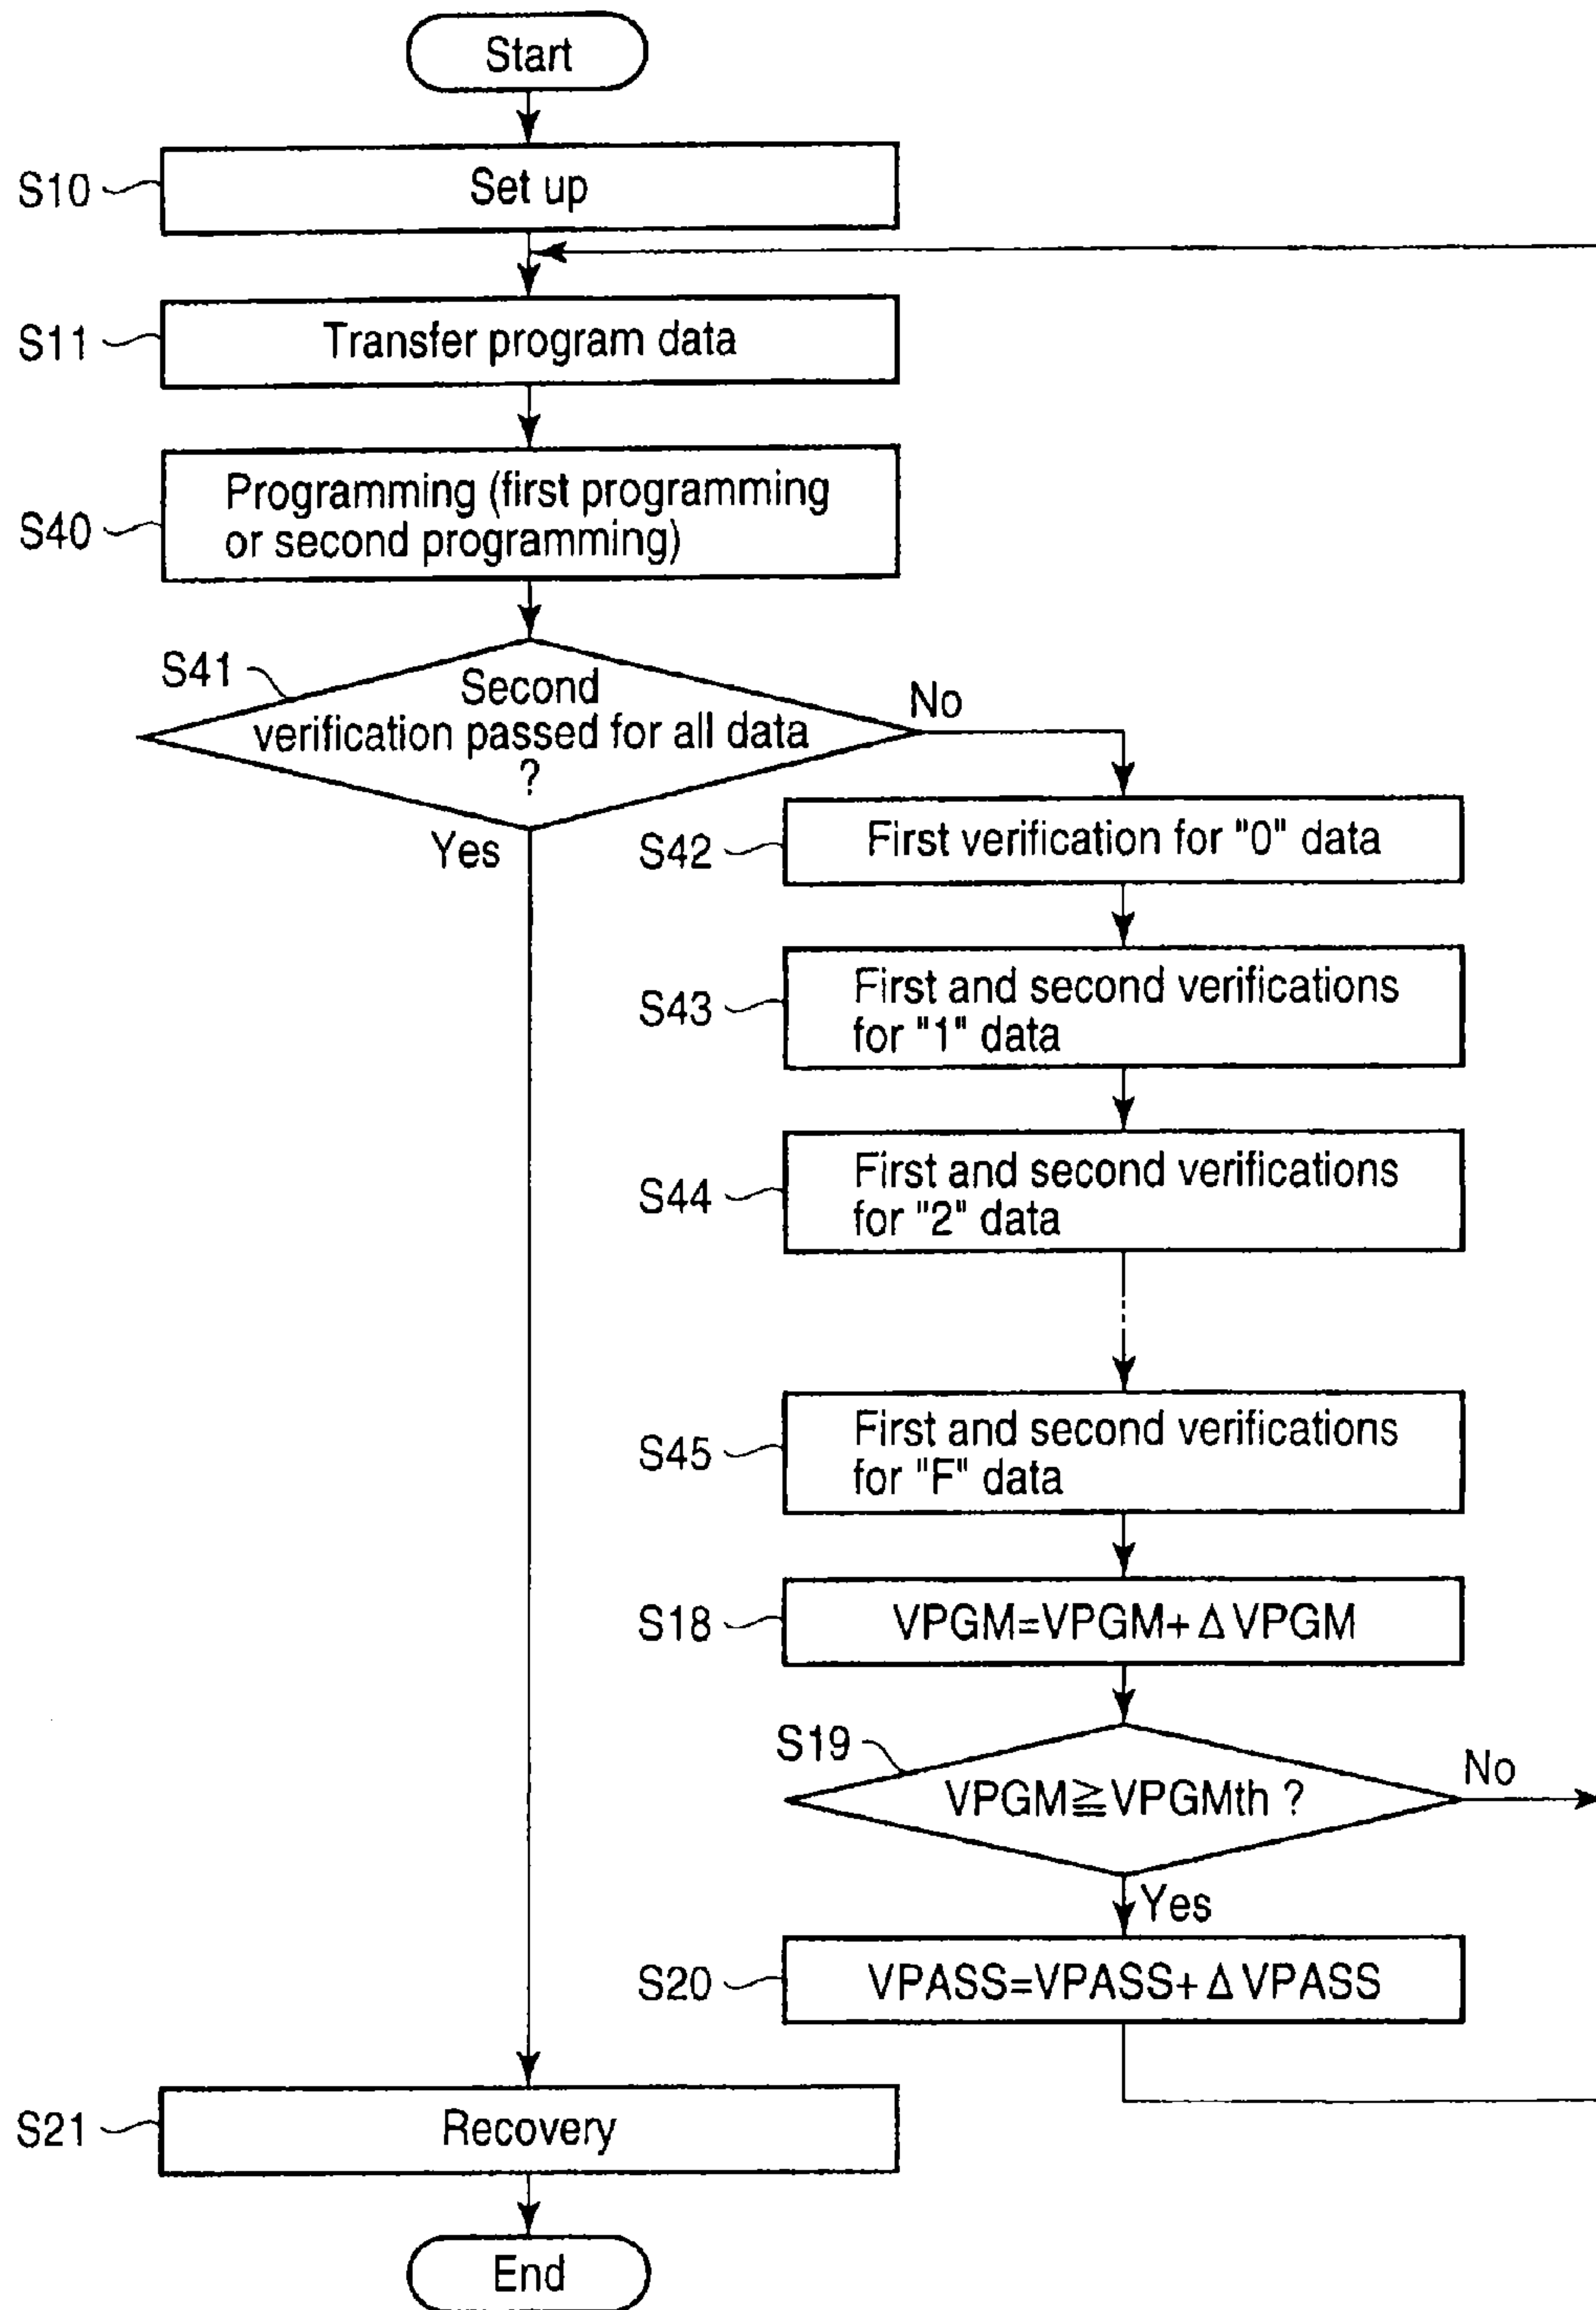 Start
S10
Set up
S11
Transfer program data
S40
Programming (first programming
or second programming)
S41
Second
verification passed for all data
?
No
Yes
S42
First verification for "0" data
S43
First and second verifications
for "1" data
S44
First and second verifications
for "2" data
S45
First and second verifications
for "F" data
S18
VPGM=VPGM+ Δ VPGM
S19
VPGM≧VPGMth ?
No
Yes
S20
VPASS=VPASS+ Δ VPASS
S21
Recovery
End